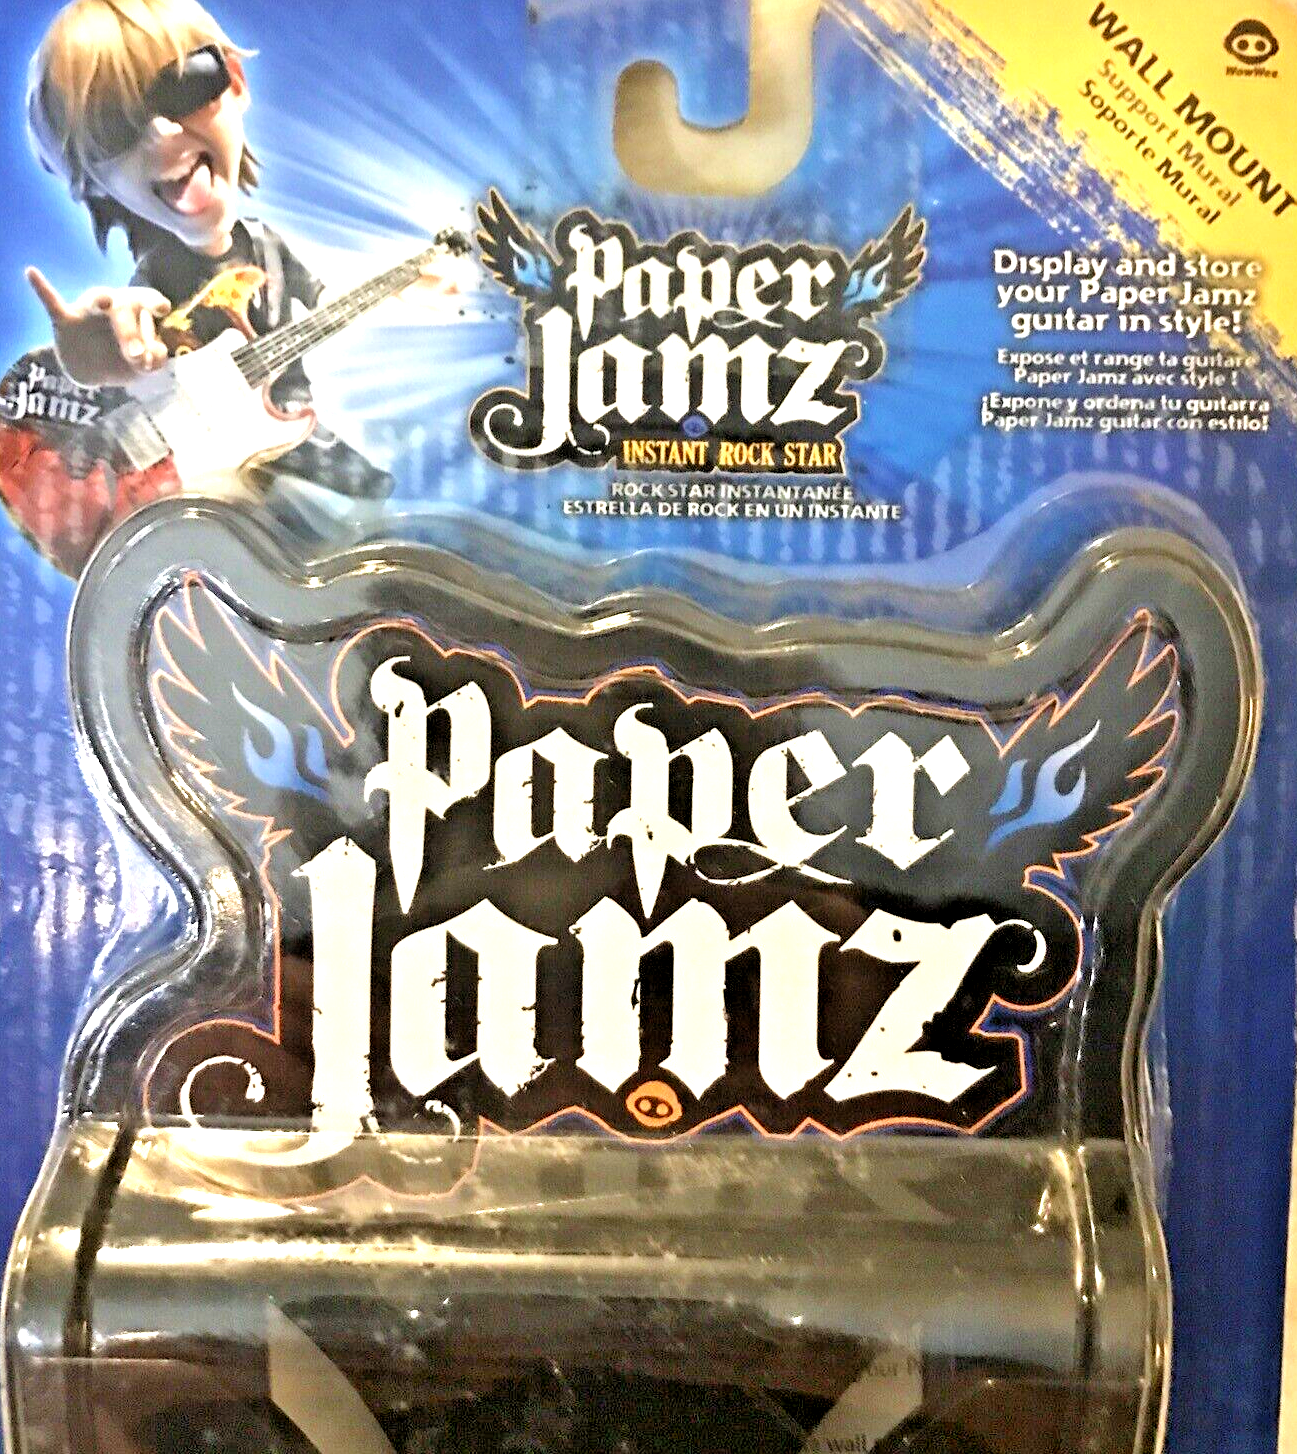 WALL MOUNT
Support Mural
Soporte Mural
WowWee
Paper
Jamz
INSTANT ROCK STAR
ROCK STAR INSTANTANÉE
ESTRELLA DE ROCK EN UN INSTANTE
Display and store
your Paper Jamz
guitar in style!
Expose et range ta guitare
Paper Jamz avec style !
¡Expone y ordena tu guitarra
Paper Jamz guitar con estilo!
Paper
Jamz
Paper
Jamz
wall